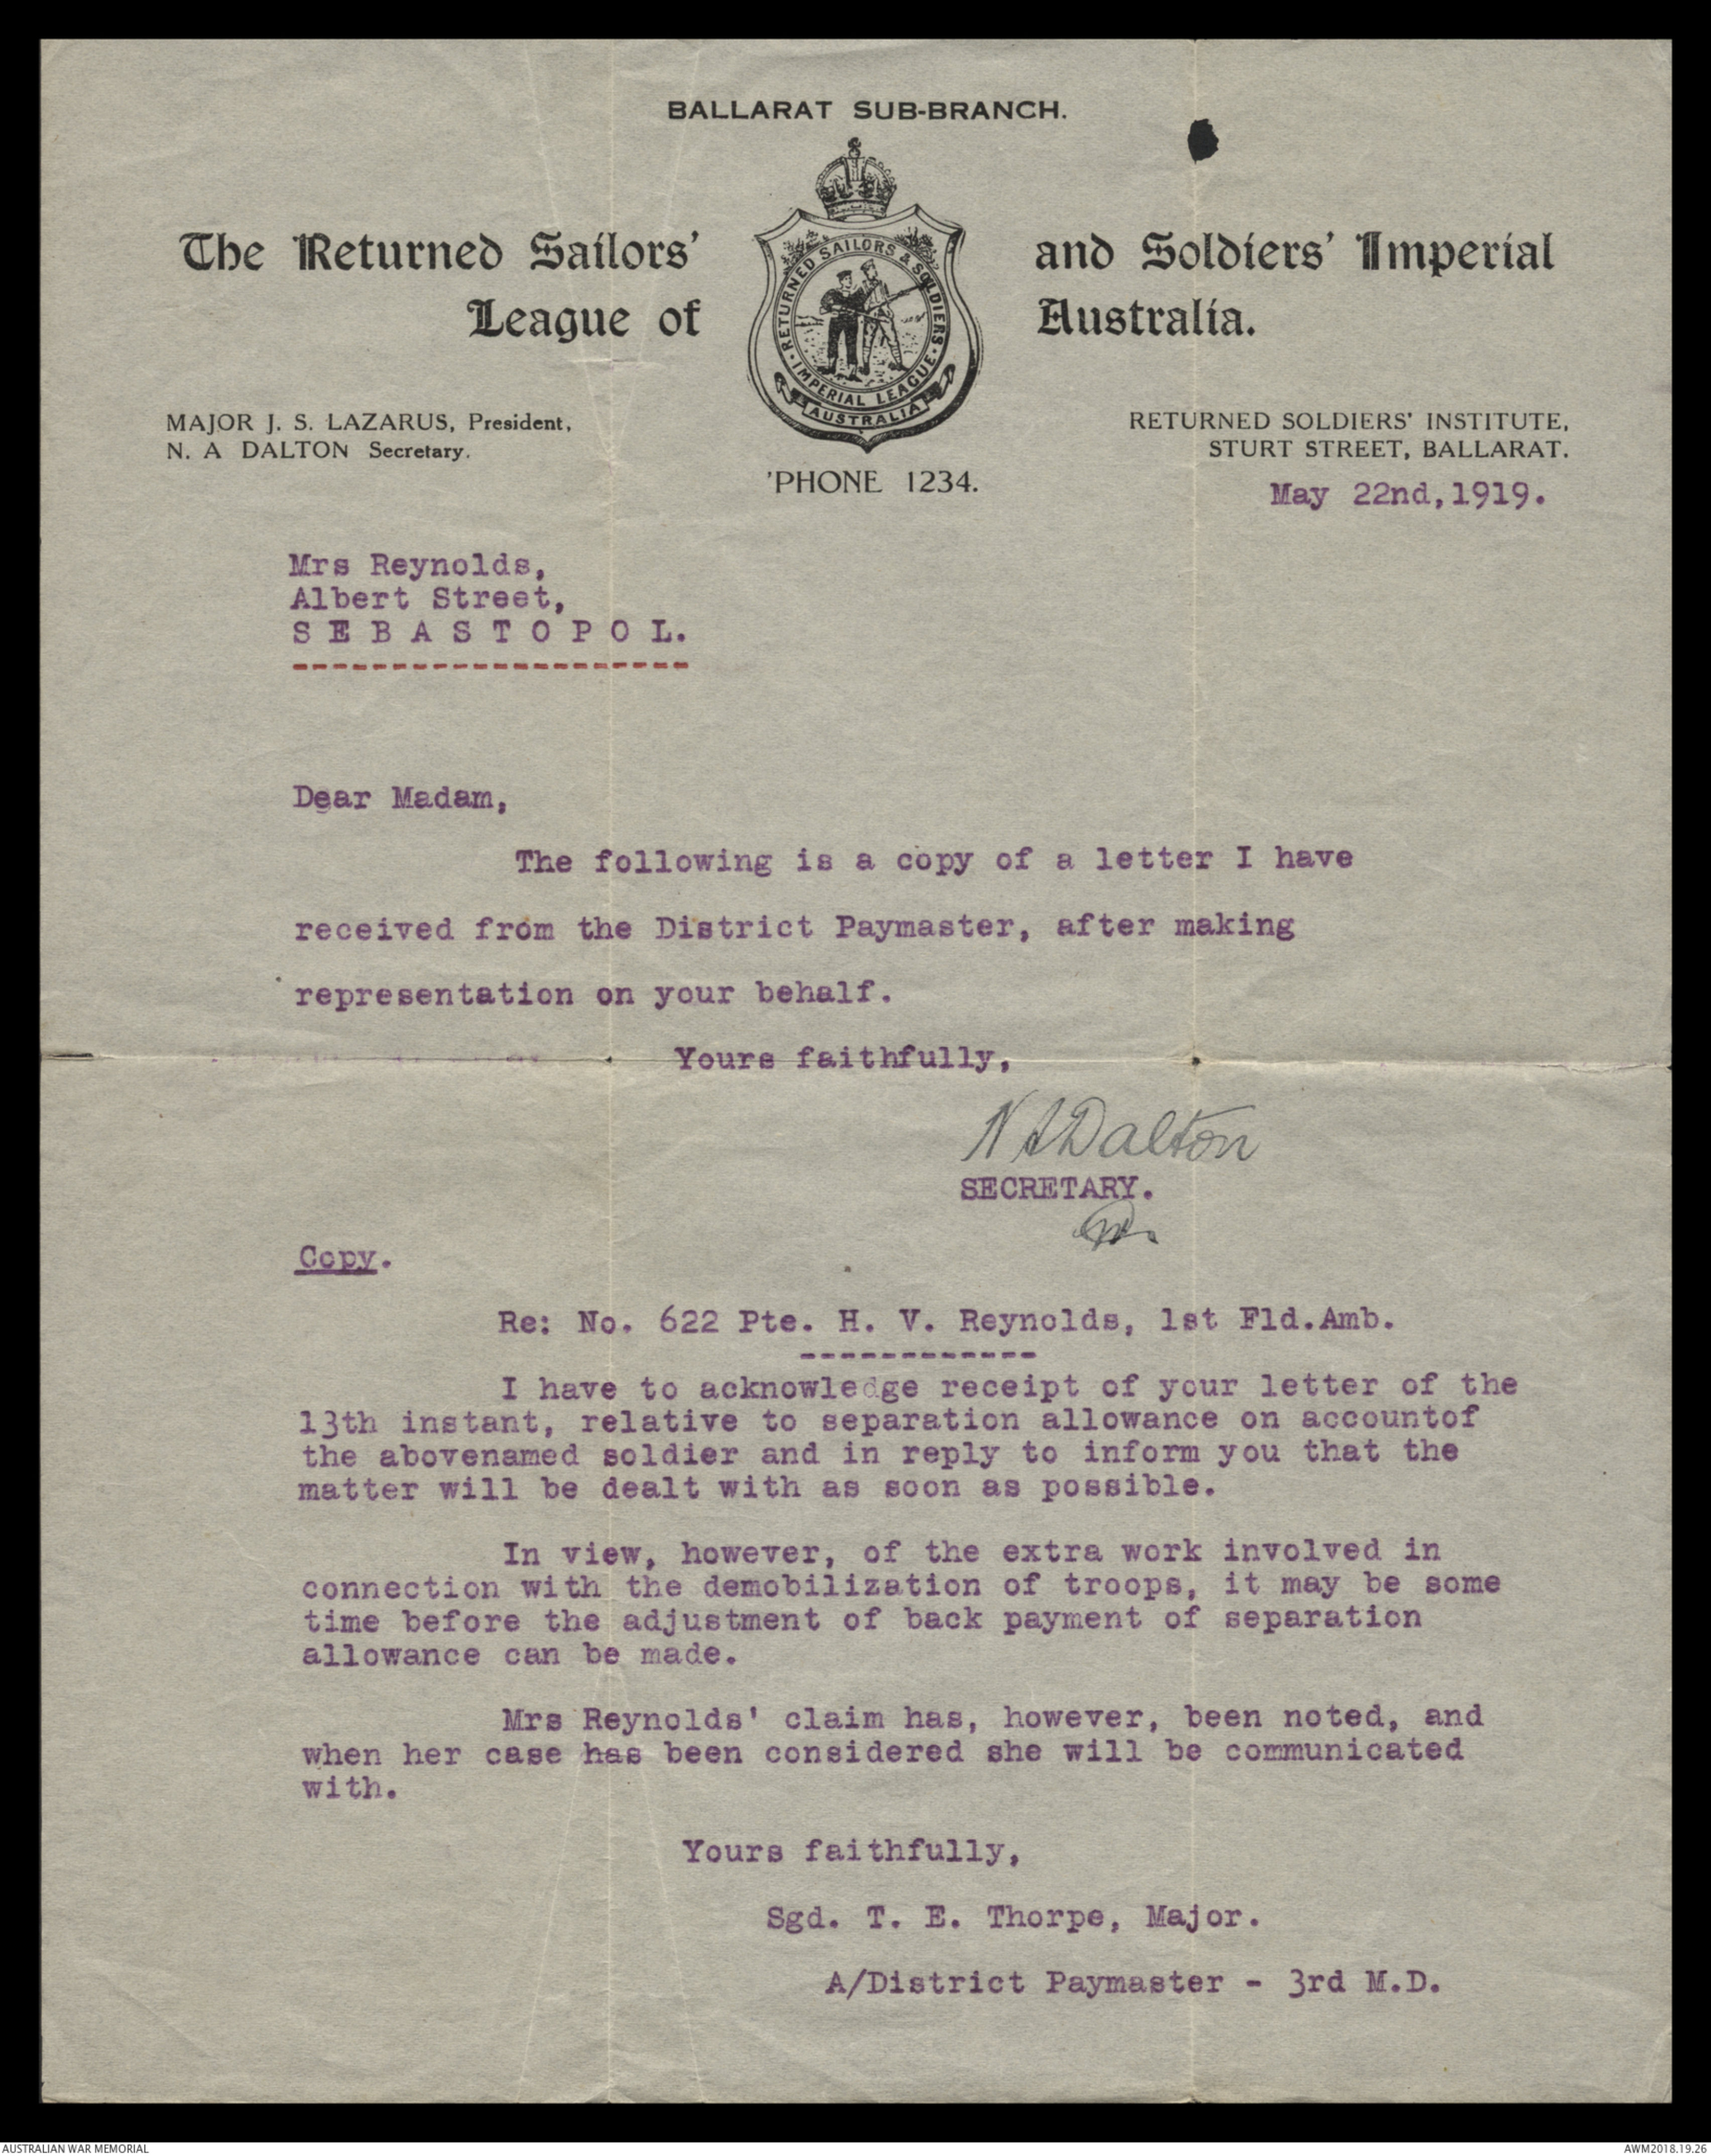 BALLARAT SUB-BRANCH.
The Returned Sailors' and Soldiers' Imperial
League of Australia.
RETURNED SAILORS & SOLDIERS
IMPERIAL LEAGUE
AUSTRALIA
MAJOR J. S. LAZARUS, President,
N. A DALTON Secretary.
'PHONE 1234.
RETURNED SOLDIERS' INSTITUTE,
STURT STREET, BALLARAT.
May 22nd,1919.
Mrs Reynolds,
Albert Street,
S E B A S T O P O L.
--------------------
Dear Madam,
The following is a copy of a letter I have
received from the District Paymaster, after making
representation on your behalf.
Yours faithfully,
N A Dalton
SECRETARY.
Copy.
Re: No. 622 Pte. H. V. Reynolds, 1st Fld.Amb.
------------
I have to acknowledge receipt of your letter of the
13th instant, relative to separation allowance on accountof
the abovenamed soldier and in reply to inform you that the
matter will be dealt with as soon as possible.
In view, however, of the extra work involved in
connection with the demobilization of troops, it may be some
time before the adjustment of back payment of separation
allowance can be made.
Mrs Reynolds' claim has, however, been noted, and
when her case has been considered she will be communicated
with.
Yours faithfully,
Sgd. T. E. Thorpe, Major.
A/District Paymaster - 3rd M.D.
AUSTRALIAN WAR MEMORIAL
AWM2018.19.26